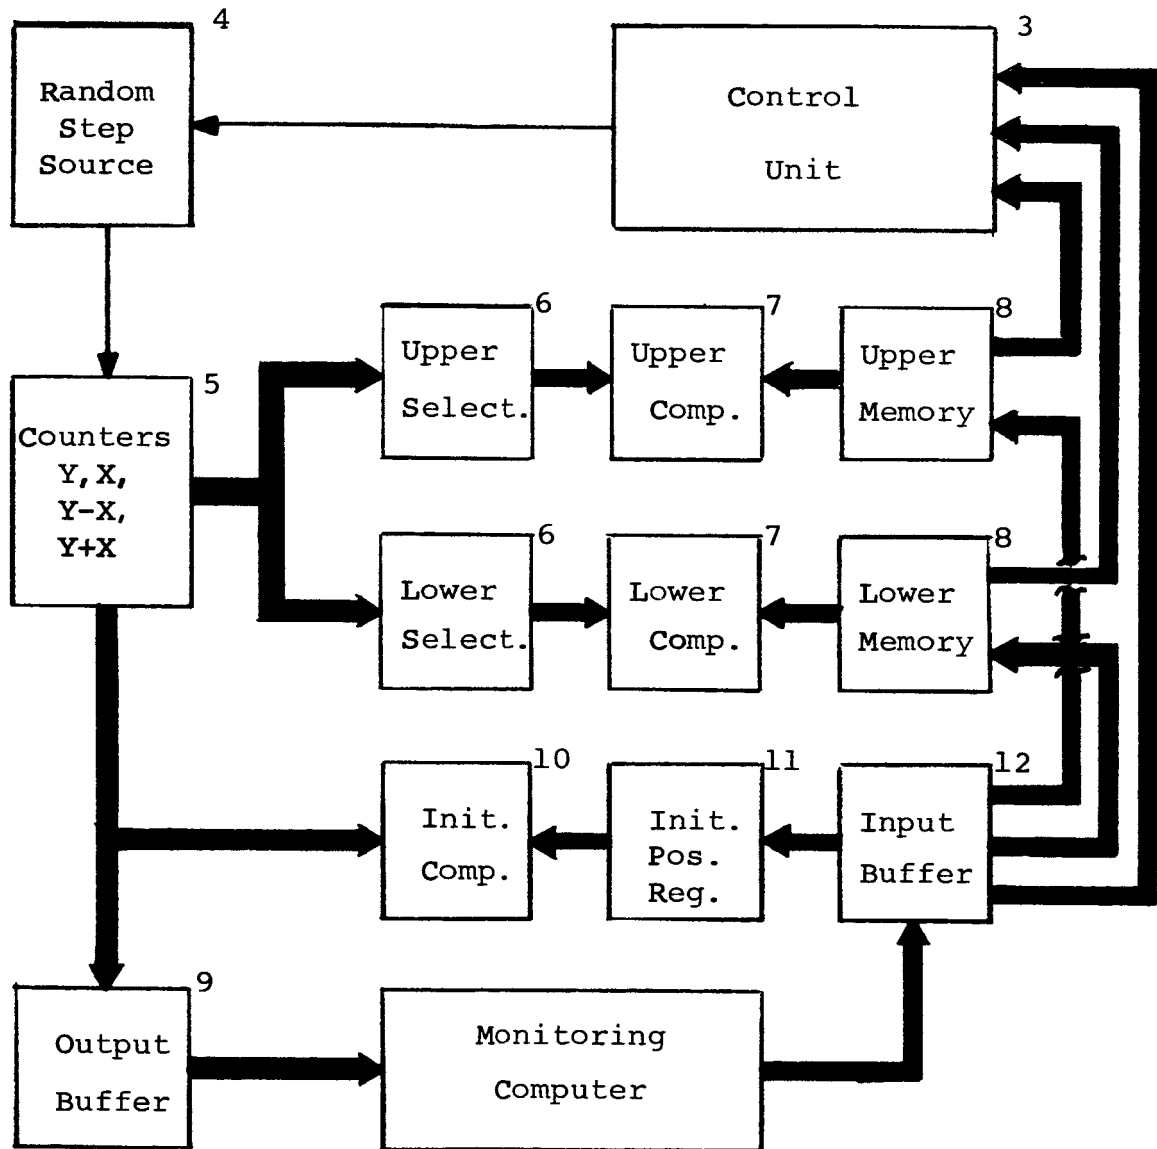 4
Random
Step
Source
3
Control
Unit
5
Counters
Y, X,
Y-X,
Y+X
6
Upper
Select.
7
Upper
Comp.
8
Upper
Memory
6
Lower
Select.
7
Lower
Comp.
8
Lower
Memory
10
Init.
Comp.
11
Init.
Pos.
Reg.
12
Input
Buffer
9
Output
Buffer
Monitoring
Computer